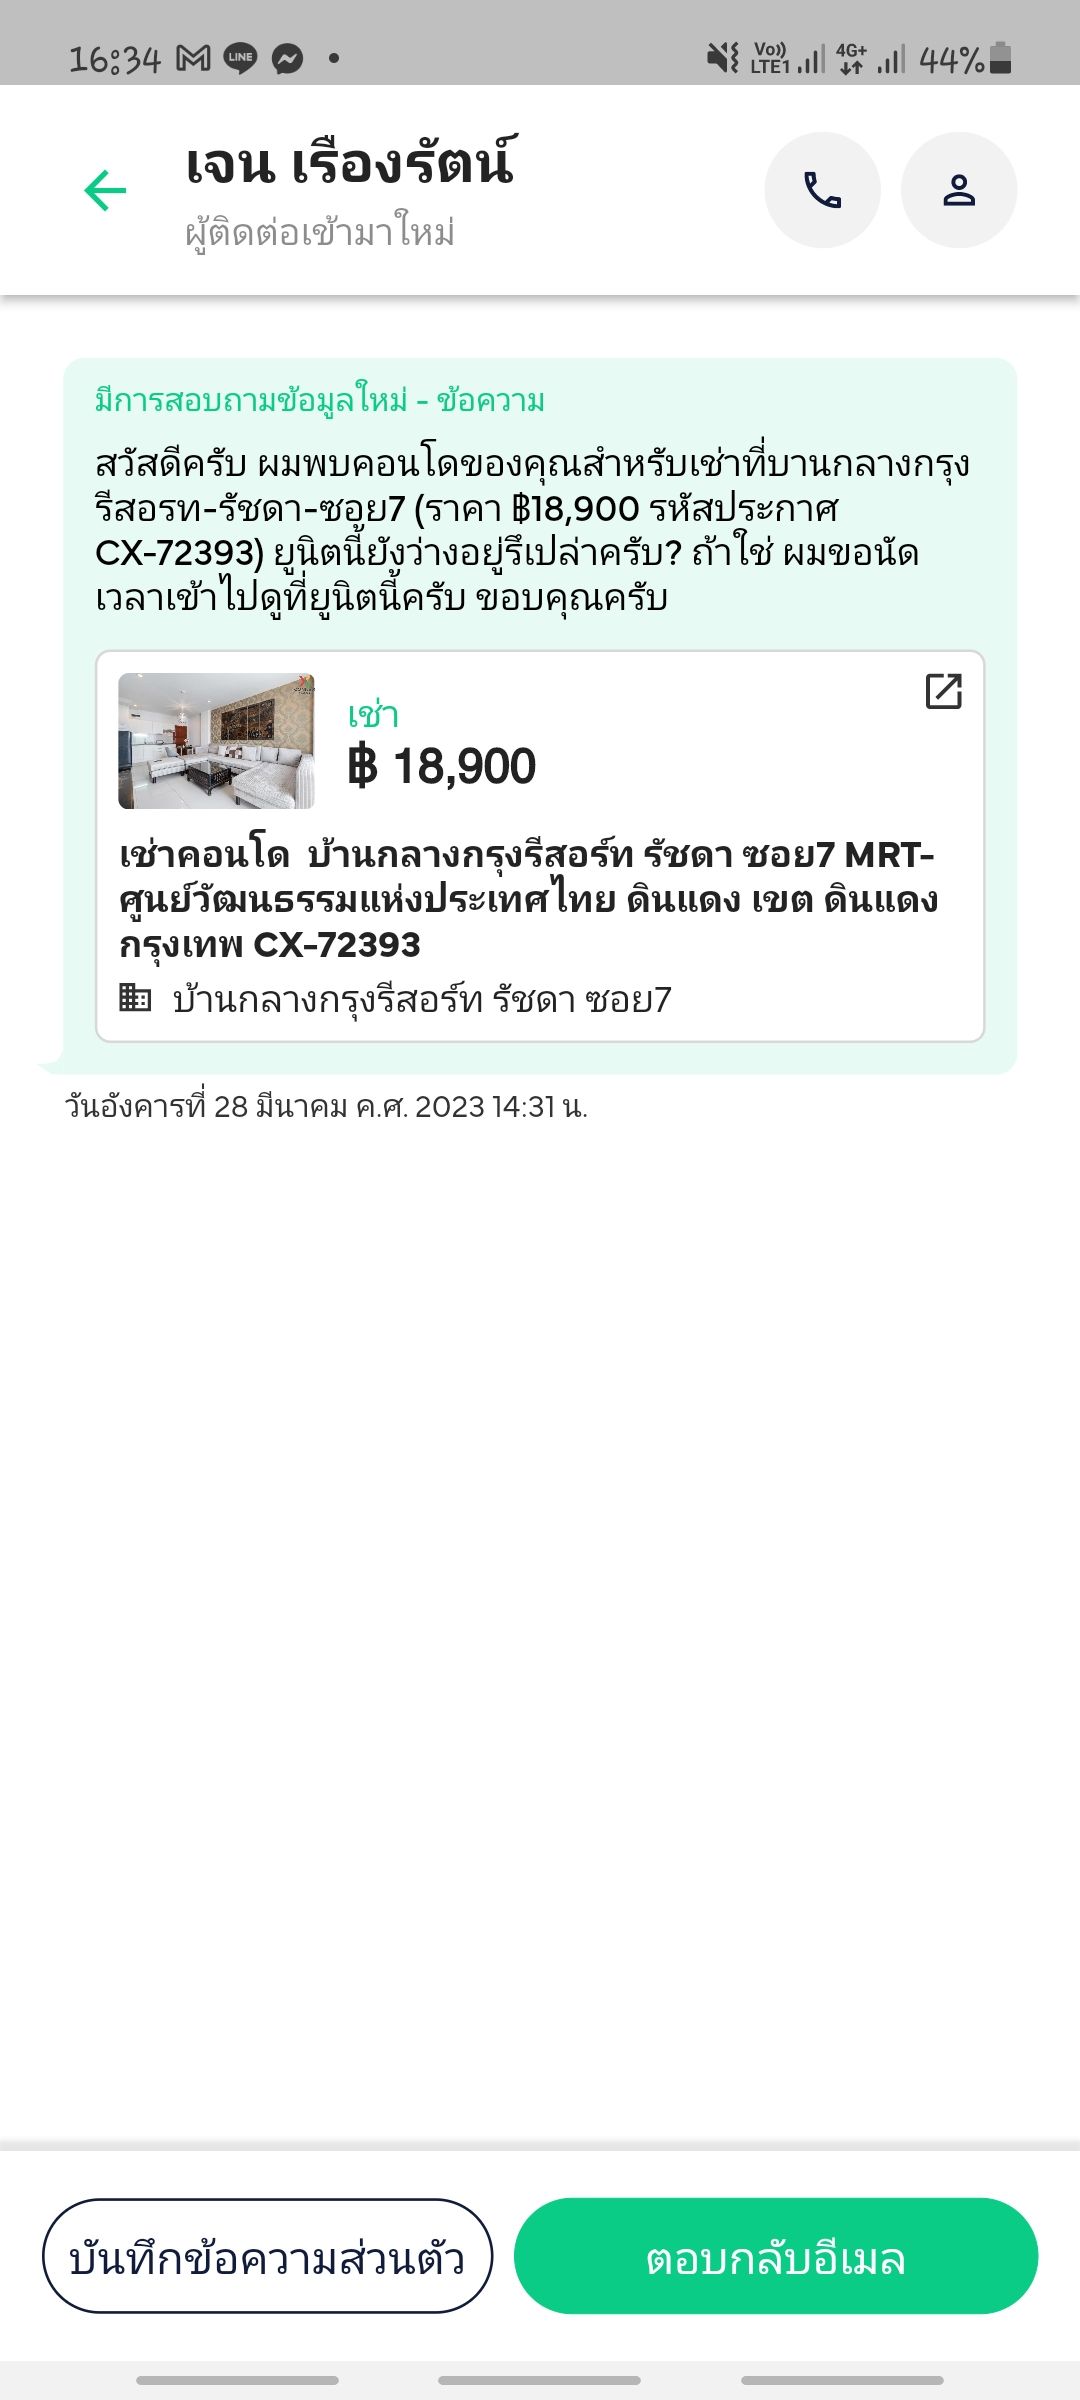 16:34 LINE Vo)) LTE1 4G+ 44%
เจน เรืองรัตน์
ผู้ติดต่อเข้ามาใหม่
มีการสอบถามข้อมูลใหม่ - ข้อความ
สวัสดีครับ ผมพบคอนโดของคุณสำหรับเช่าที่บานกลางกรุง
รีสอรท-รัชดา-ซอย7 (ราคา ฿18,900 รหัสประกาศ
CX-72393) ยูนิตนี้ยังว่างอยู่รึเปล่าครับ? ถ้าใช่ ผมขอนัด
เวลาเข้าไปดูที่ยูนิตนี้ครับ ขอบคุณครับ
เช่า
฿ 18,900
เช่าคอนโด บ้านกลางกรุงรีสอร์ท รัชดา ซอย7 MRT-
ศูนย์วัฒนธรรมแห่งประเทศไทย ดินแดง เขต ดินแดง
กรุงเทพ CX-72393
บ้านกลางกรุงรีสอร์ท รัชดา ซอย7
วันอังคารที่ 28 มีนาคม ค.ศ. 2023 14:31 น.
บันทึกข้อความส่วนตัว
ตอบกลับอีเมล